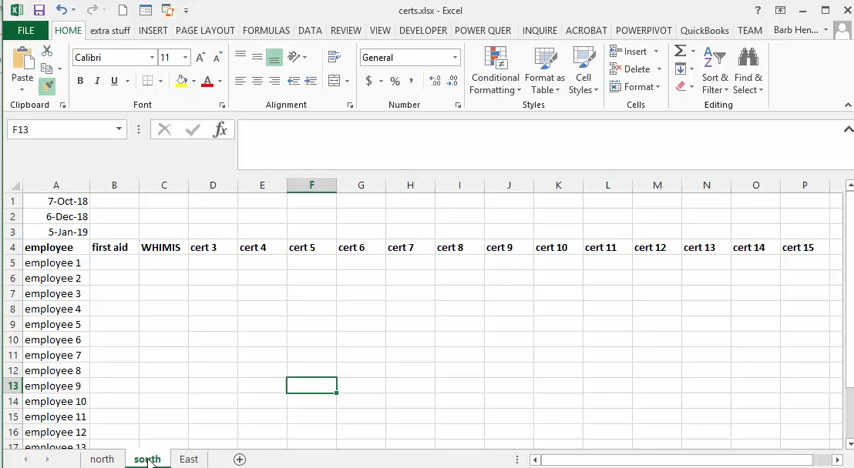 certs.xlsx - Excel
FILE HOME extra stuff INSERT PAGE LAYOUT FORMULAS DATA REVIEW VIEW DEVELOPER POWER QUER INQUIRE ACROBAT POWERPIVOT QuickBooks TEAM Barb Hen...
Paste
Calibri 11
B I U
General
$ % ,
Conditional Formatting
Format as Table
Cell Styles
Insert
Delete
Format
Sort & Filter
Find & Select
Clipboard Font Alignment Number Styles Cells Editing
F13 fx
A B C D E F G H I J K L M N O P
1 7-Oct-18
2 6-Dec-18
3 5-Jan-19
4 employee first aid WHIMIS cert 3 cert 4 cert 5 cert 6 cert 7 cert 8 cert 9 cert 10 cert 11 cert 12 cert 13 cert 14 cert 15
5 employee 1
6 employee 2
7 employee 3
8 employee 4
9 employee 5
10 employee 6
11 employee 7
12 employee 8
13 employee 9
14 employee 10
15 employee 11
16 employee 12
17 employee 13
north south East